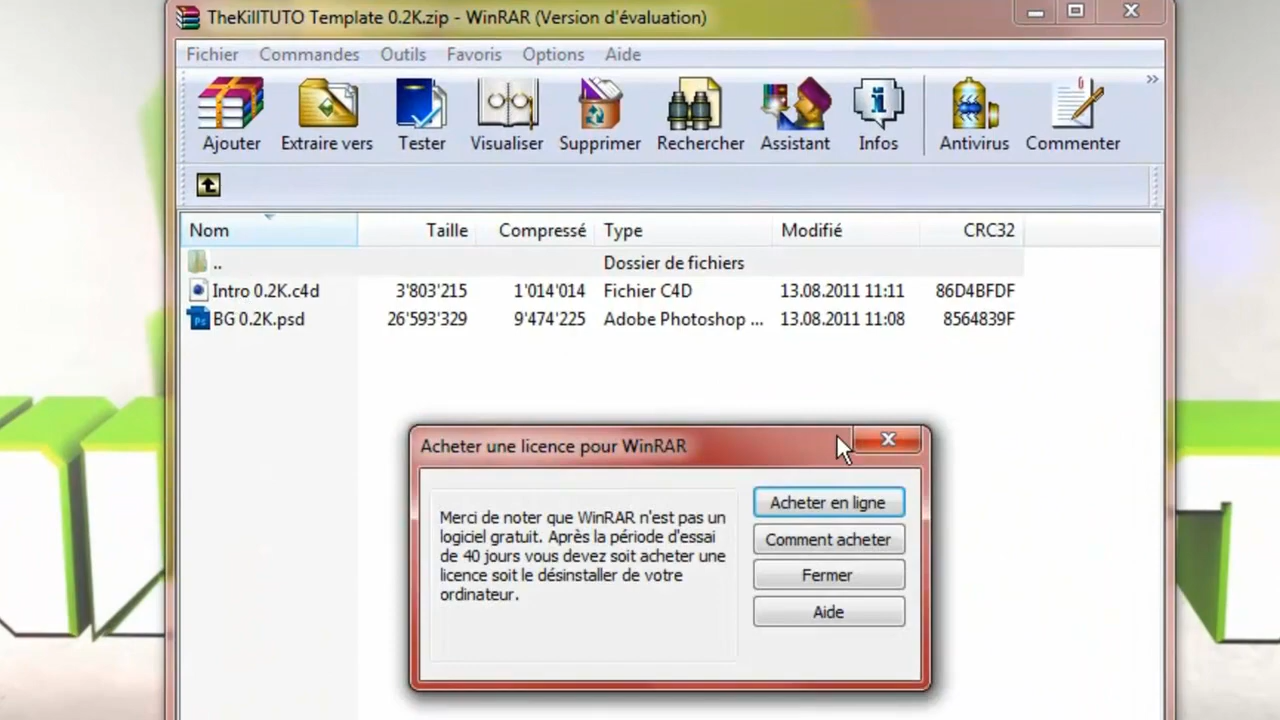 TheKillTUTO Template 0.2K.zip - WinRAR (Version d'évaluation)
Fichier Commandes Outils Favoris Options Aide
Ajouter Extraire vers Tester Visualiser Supprimer Rechercher Assistant Infos Antivirus Commenter
Nom Taille Compressé Type Modifié CRC32
.. Dossier de fichiers
Intro 0.2K.c4d 3'803'215 1'014'014 Fichier C4D 13.08.2011 11:11 86D4BFDF
BG 0.2K.psd 26'593'329 9'474'225 Adobe Photoshop ... 13.08.2011 11:08 8564839F
Acheter une licence pour WinRAR
Merci de noter que WinRAR n'est pas un
logiciel gratuit. Après la période d'essai
de 40 jours vous devez soit acheter une
licence soit le désinstaller de votre
ordinateur.
Acheter en ligne
Comment acheter
Fermer
Aide